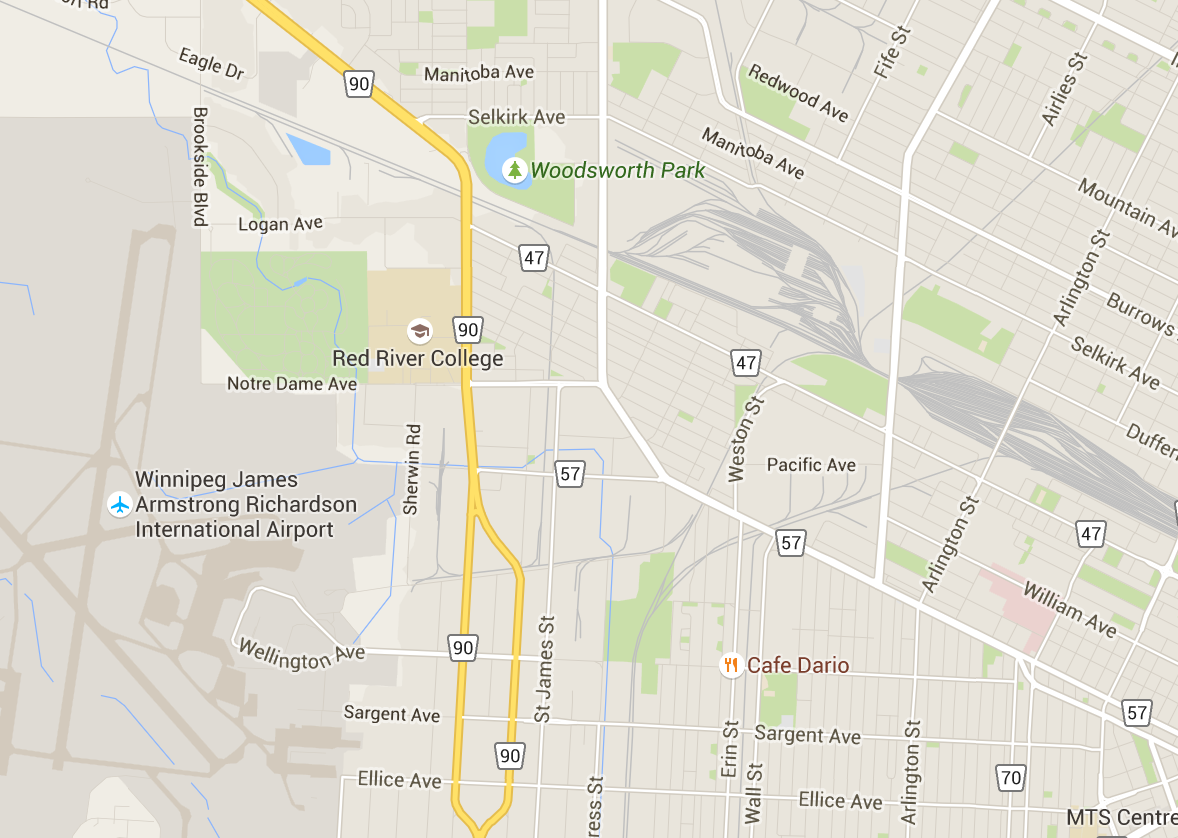 Rd
Eagle Dr
90
Manitoba Ave
Selkirk Ave
Brookside Blvd
Woodsworth Park
Redwood Ave
Fife St
Airlies St
Manitoba Ave
Mountain Av
Logan Ave
47
Arlington St
90
Red River College
Notre Dame Ave
47
Burrows
Selkirk Ave
Weston St
Sherwin Rd
Dufferin
Pacific Ave
57
Winnipeg James
Armstrong Richardson
International Airport
57
47
Arlington St
William Ave
Wellington Ave
90
St James St
Cafe Dario
Sargent Ave
Sargent Ave
57
90
Erin St
Wall St
Arlington St
70
Ellice Ave
Ellice Ave
ress St
MTS Centre